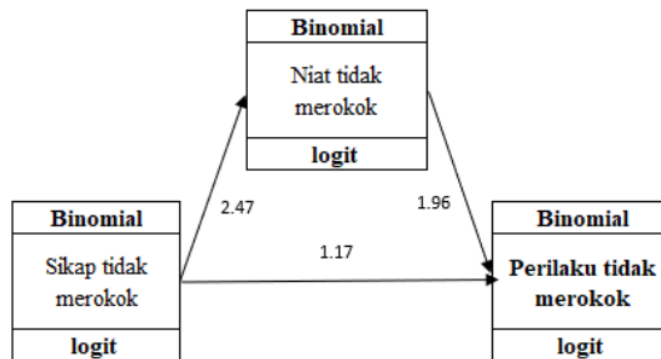 Binomial
Niat tidak
merokok
logit
2.47
1.96
Binomial
Sikap tidak
merokok
logit
1.17
Binomial
Perilaku tidak
merokok
logit